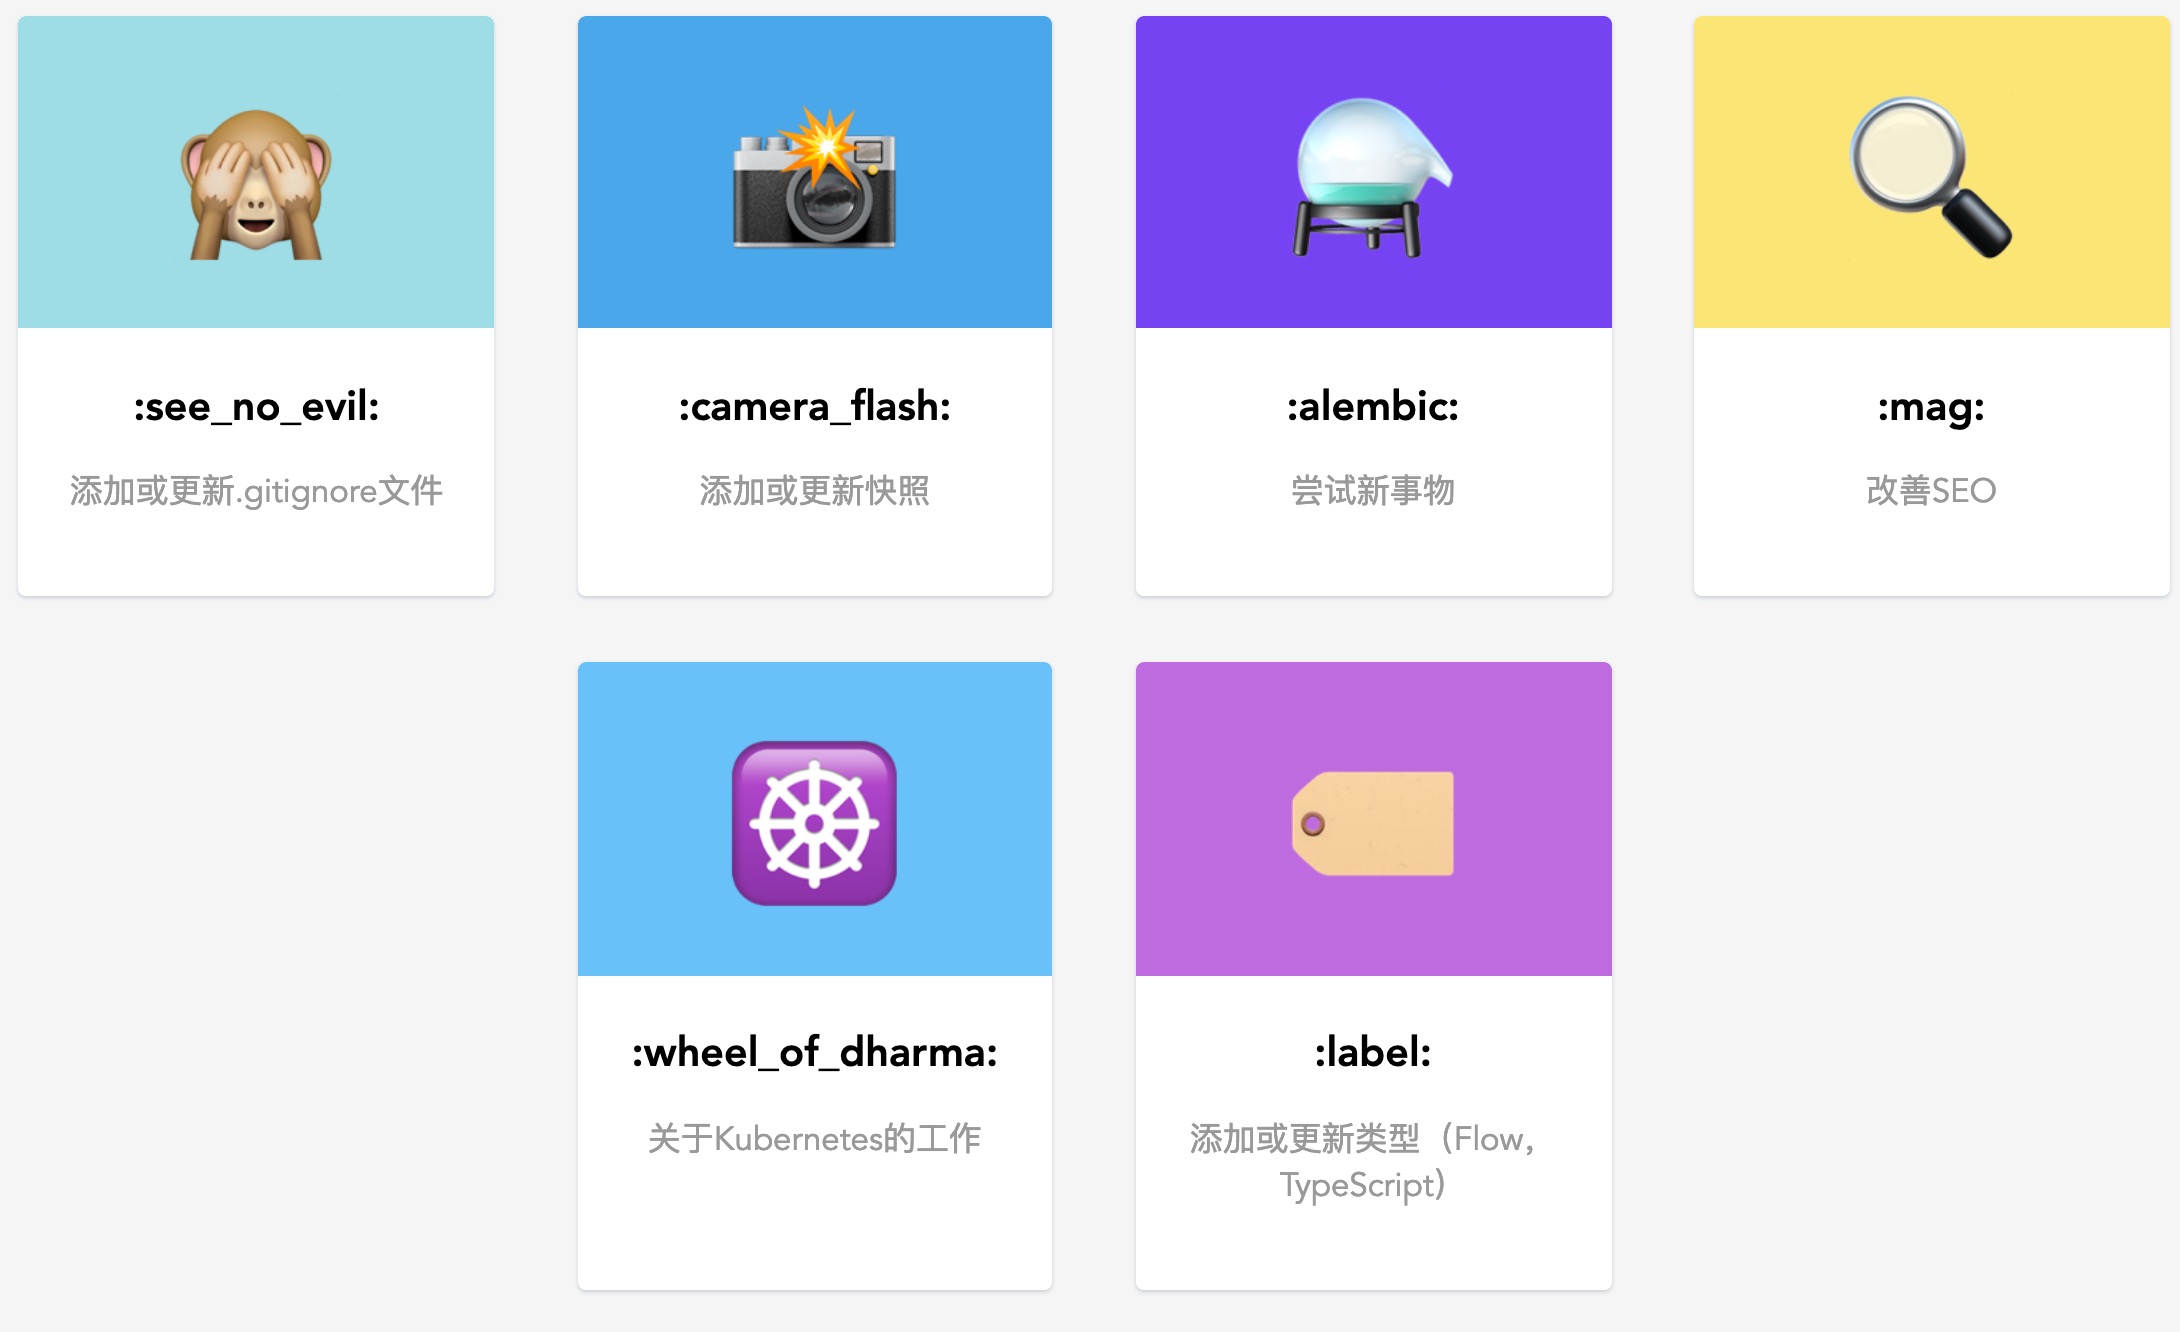 :see_no_evil:
添加或更新.gitignore文件
:camera_flash:
添加或更新快照
:alembic:
尝试新事物
:mag:
改善SEO
:wheel_of_dharma:
关于Kubernetes的工作
:label:
添加或更新类型（Flow,
TypeScript）